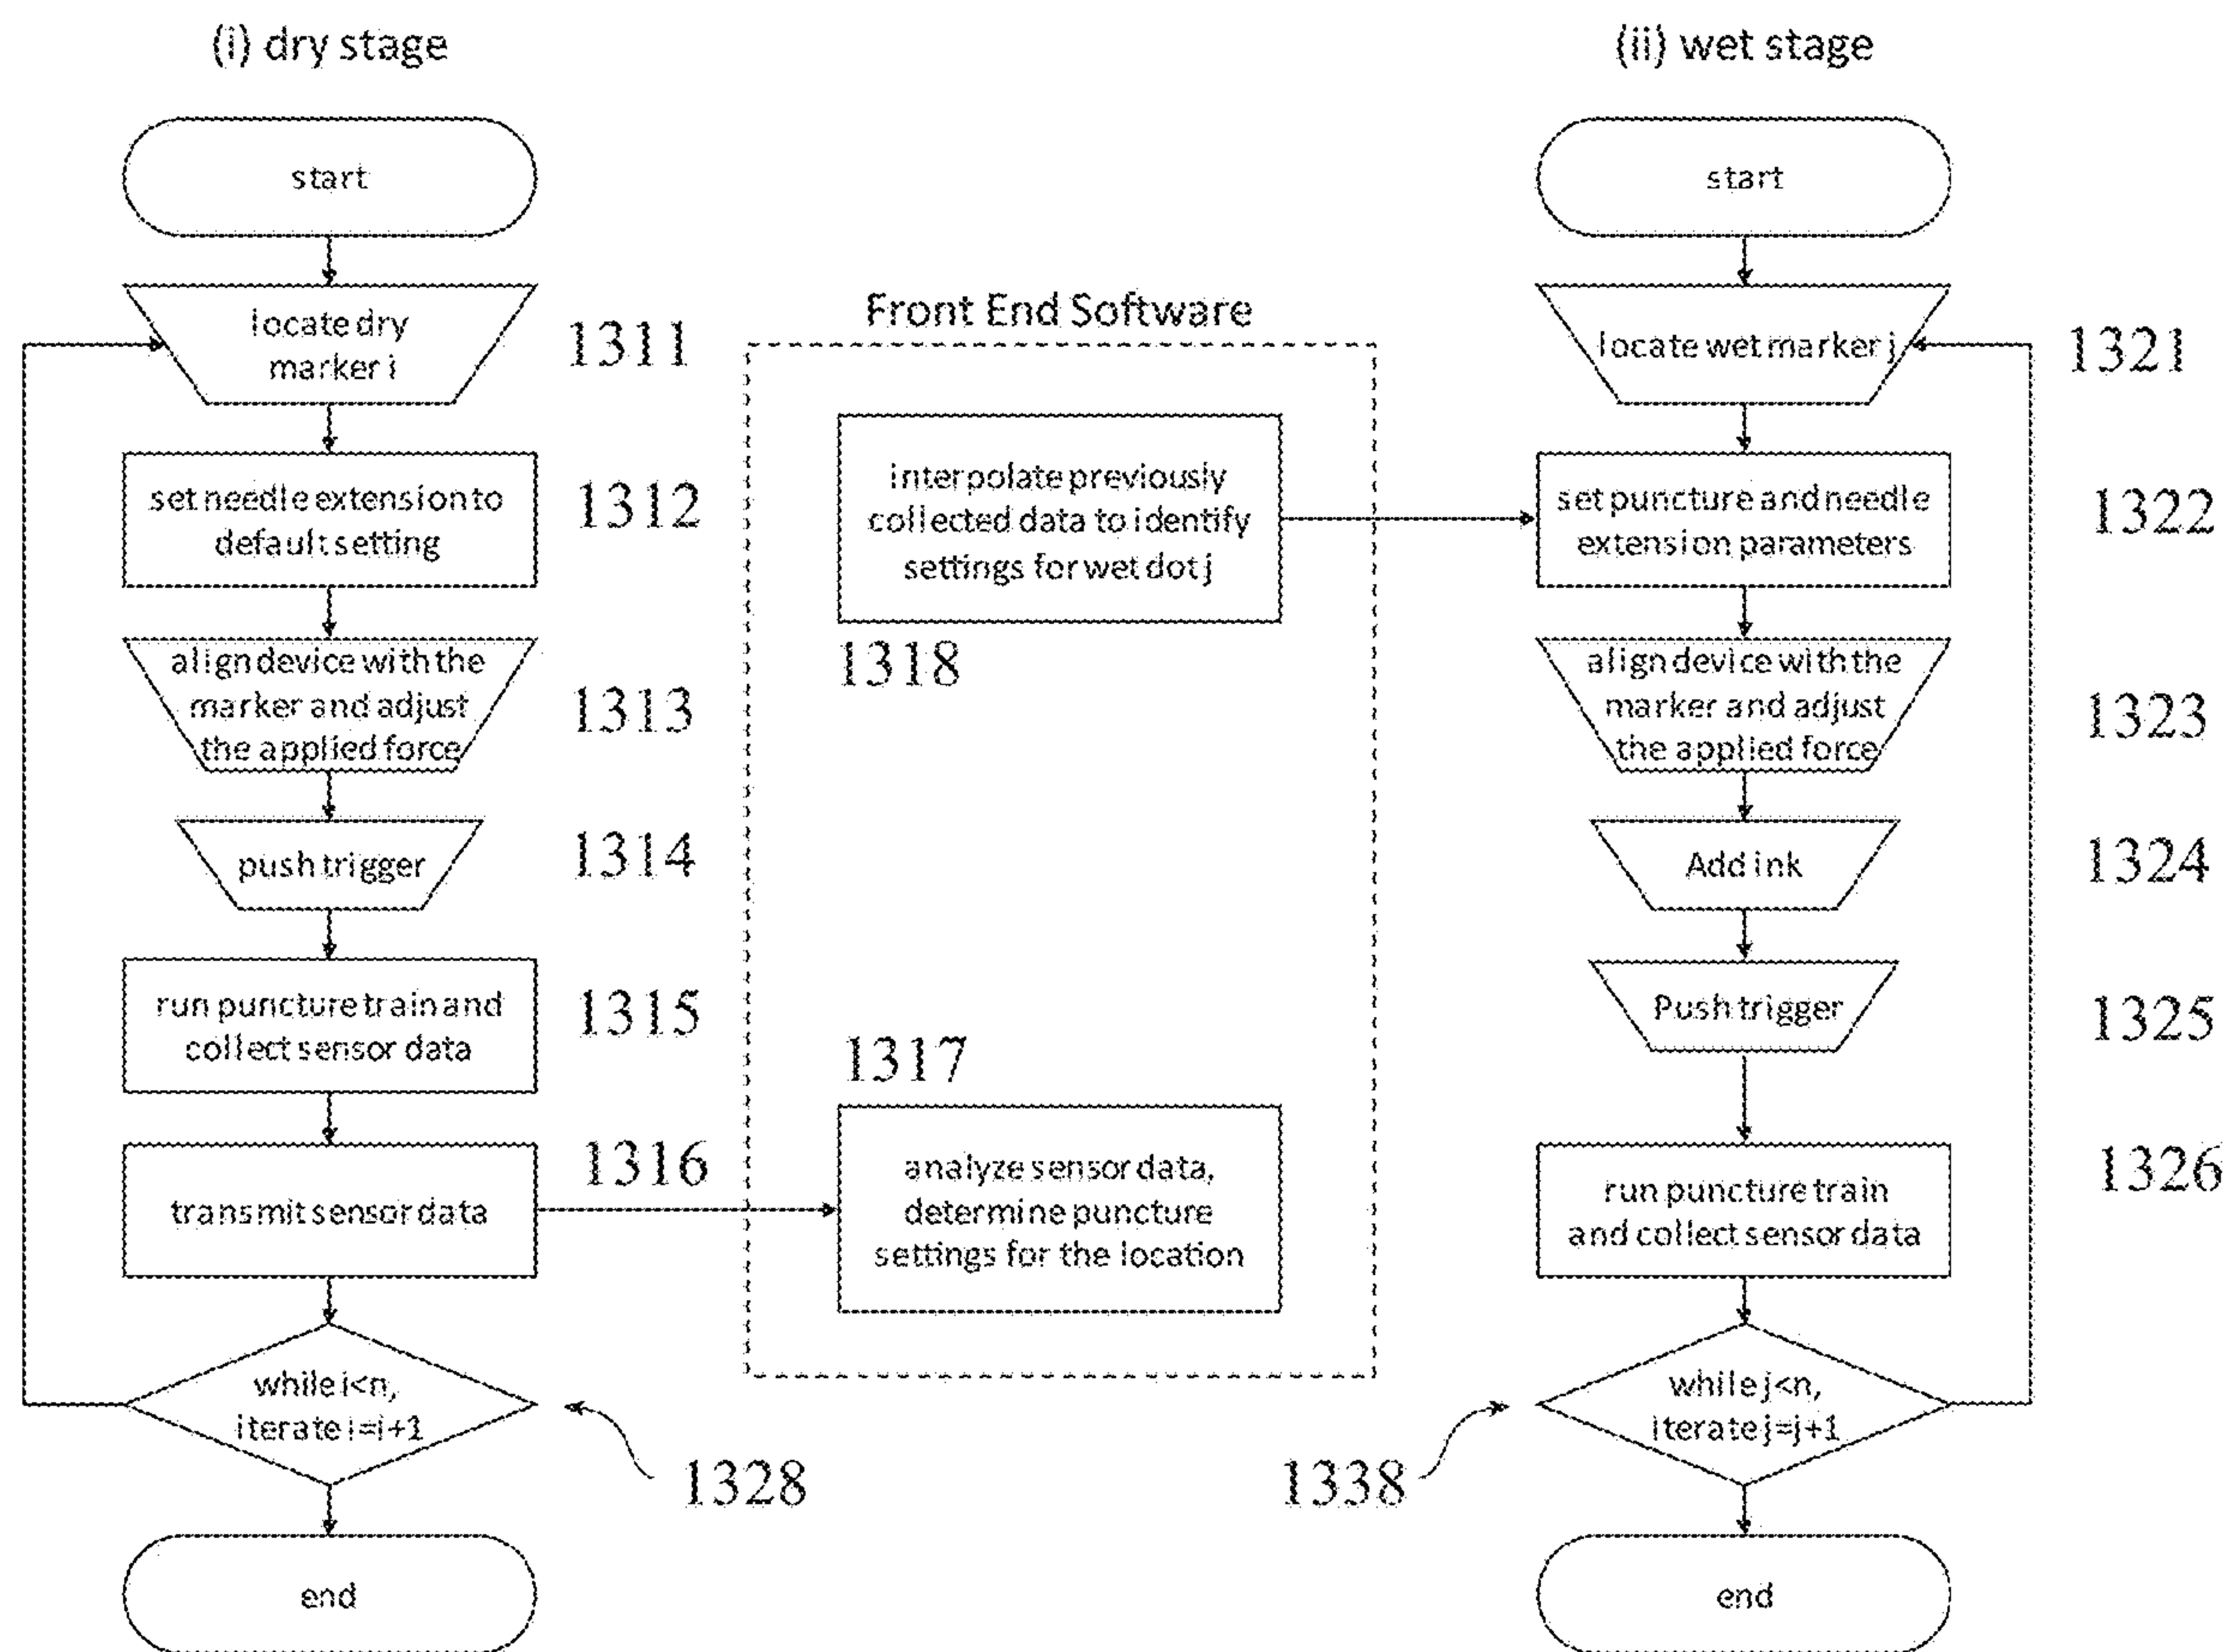 (i) dry stage
start
locate dry
marker i
1311
set needle extension to
default setting
1312
align device with the
marker and adjust
the applied force
1313
push trigger
1314
run puncture train and
collect sensor data
1315
transmit sensor data
1316
while i<n,
iterate i=i+1
1328
end
Front End Software
interpolate previously
collected data to identify
settings for wet dot j
1318
1317
analyze sensor data,
determine puncture
settings for the location
(ii) wet stage
start
locate wet marker j
1321
set puncture and needle
extension parameters
1322
align device with the
marker and adjust
the applied force
1323
Add ink
1324
Push trigger
1325
run puncture train
and collect sensor data
1326
while j<n,
iterate j=j+1
1338
end